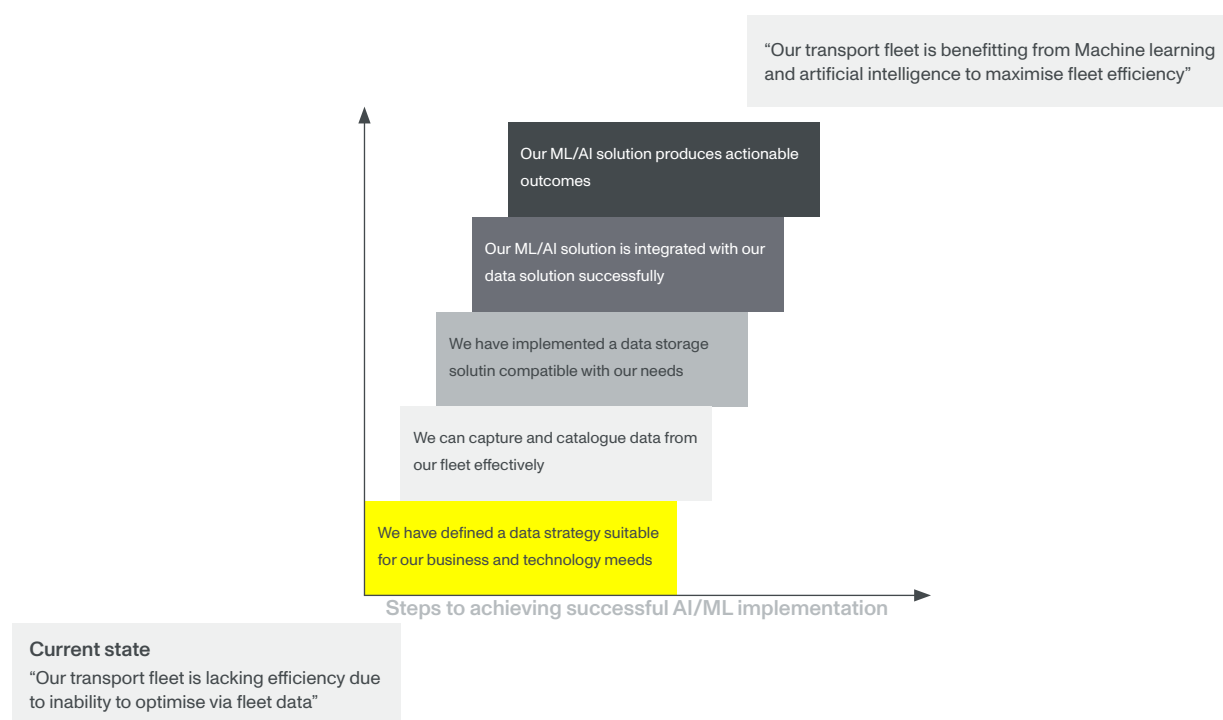 “Our transport fleet is benefitting from Machine learning
and artificial intelligence to maximise fleet efficiency”
Our ML/AI solution produces actionable
outcomes
Our ML/AI solution is integrated with our
data solution successfully
We have implemented a data storage
solutin compatible with our needs
We can capture and catalogue data from
our fleet effectively
We have defined a data strategy suitable
for our business and technology meeds
Steps to achieving successful AI/ML implementation
Current state
“Our transport fleet is lacking efficiency due
to inability to optimise via fleet data”